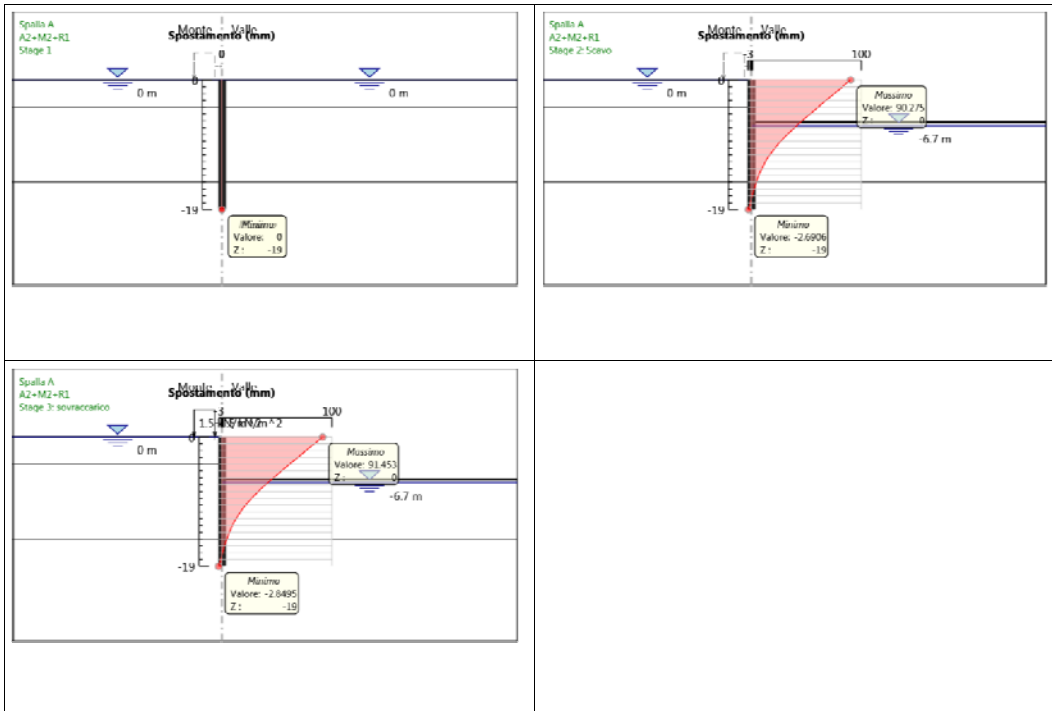 Spalla A
A2+M2+R1
Stage 1
Monte Valle
Spostamento (mm)
0
0
0 m
0 m
-19
Minimo
Valore: 0
Z : -19
Spalla A
A2+M2+R1
Stage 2: Scavo
Monte Valle
Spostamento (mm)
-3
100
0
0 m
Massimo
Valore: 90.275
Z : 0
-6.7 m
-19
Minimo
Valore: -2.6906
Z : -19
Spalla A
A2+M2+R1
Stage 3: sovraccarico
Monte Valle
Spostamento (mm)
-3
100
0
0 m
Massimo
Valore: 91.453
Z : 0
-6.7 m
-19
Minimo
Valore: -2.8495
Z : -19